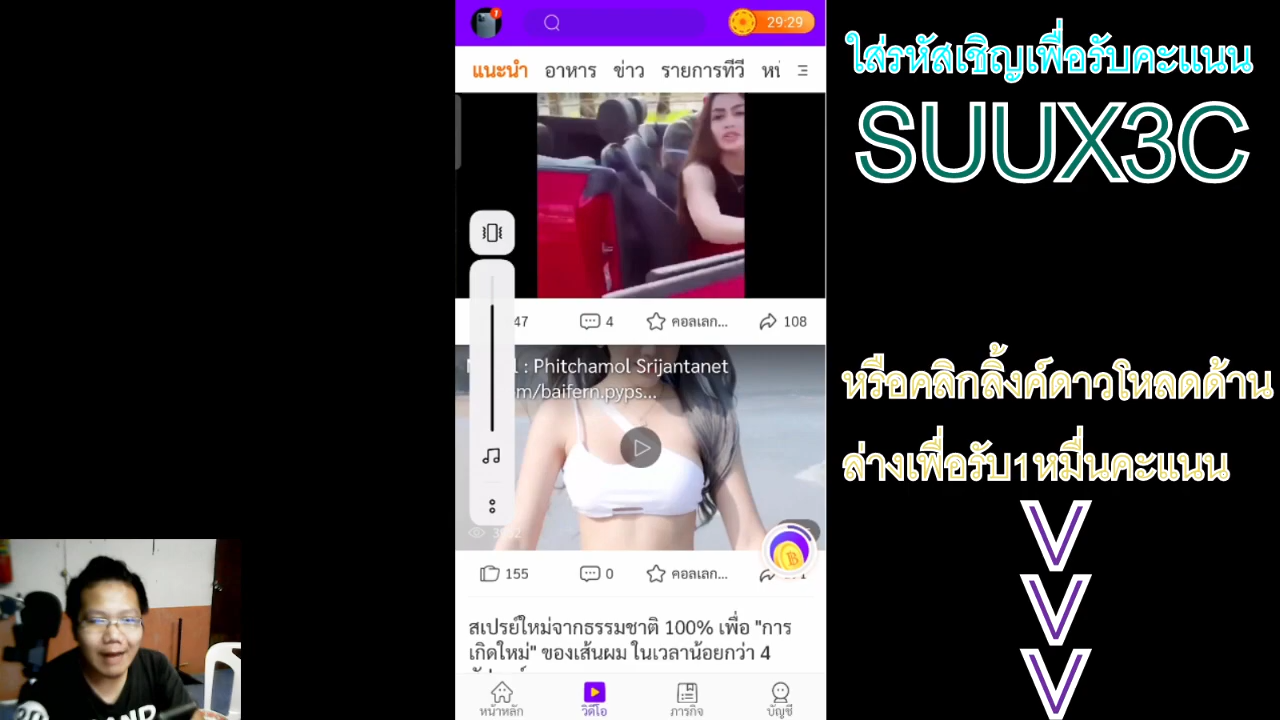 1
29:29
แนะนำ อาหาร ข่าว รายการทีวี
ใส่รหัสเชิญเพื่อรับคะแนน
SUUX3C
47 4 คอลเลก... 108
: Phitchamol Srijantanet
m/baifern.pyps...
หรือคลิกลิ้งค์ดาวโหลดด้าน
ล่างเพื่อรับ1หมื่นคะแนน
V
V
V
155 0 คอลเลก...
สเปรย์ใหม่จากธรรมชาติ 100% เพื่อ "การ
เกิดใหม่" ของเส้นผม ในเวลาน้อยกว่า 4
หน้าหลัก วิดีโอ ภารกิจ บัญชี